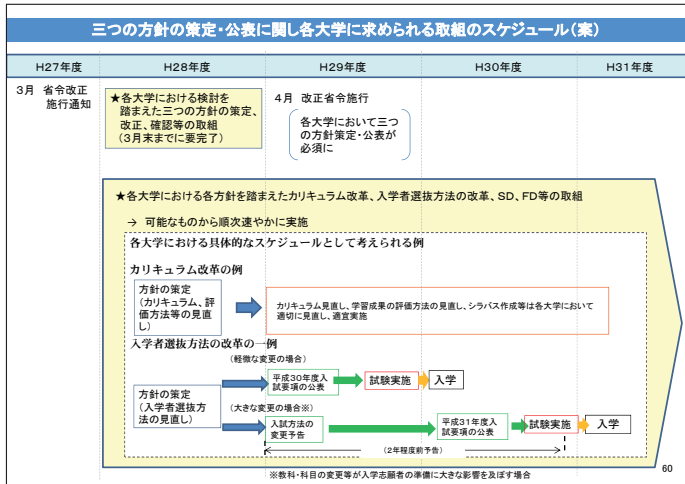 三つの方針の策定・公表に関し各大学に求められる取組のスケジュール（案）
H27年度
H28年度
H29年度
H30年度
H31年度
3月 省令改正
施行通知
★各大学における検討を
踏まえた三つの方針の策定、
改正、確認等の取組
（3月末までに要完了）
4月 改正省令施行
各大学において三つ
の方針策定・公表が
必須に
★各大学における各方針を踏まえたカリキュラム改革、入学者選抜方法の改革、SD、FD等の取組
→ 可能なものから順次速やかに実施
各大学における具体的なスケジュールとして考えられる例
カリキュラム改革の例
方針の策定
（カリキュラム、評
価方法等の見直
し）
カリキュラム見直し、学習成果の評価方法の見直し、シラバス作成等は各大学において
適切に見直し、適宜実施
入学者選抜方法の改革の一例
（軽微な変更の場合）
方針の策定
（入学者選抜方
法の見直し）
平成30年度入
試要項の公表
試験実施
入学
（大きな変更の場合※）
入試方法の
変更予告
平成31年度入
試要項の公表
試験実施
入学
（2年程度前予告）
※教科・科目の変更等が入学志願者の準備に大きな影響を及ぼす場合
60